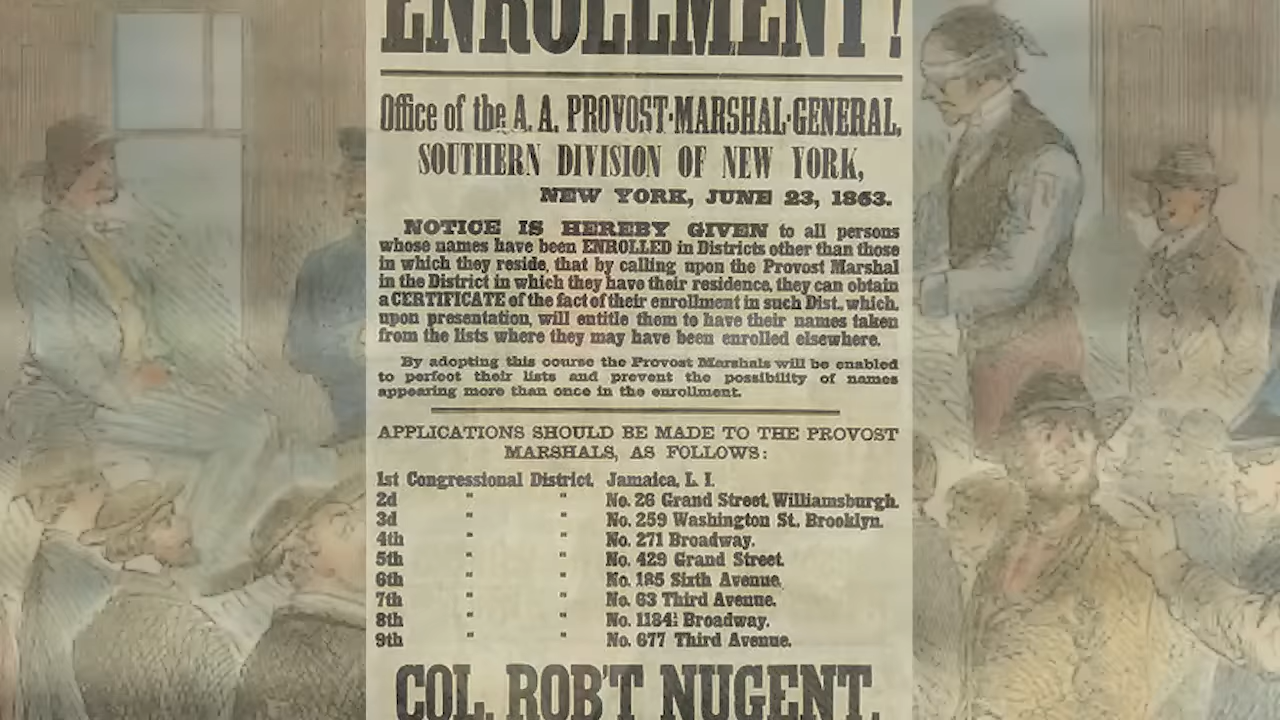 ENROLLMENT!
Office of the A. A. PROVOST-MARSHAL-GENERAL,
SOUTHERN DIVISION OF NEW YORK,
NEW YORK, JUNE 23, 1863.
NOTICE IS HEREBY GIVEN to all persons
whose names have been ENROLLED in Districts other than those
in which they reside, that by calling upon the Provost Marshal
in the District in which they have their residence, they can obtain
a CERTIFICATE of the fact of their enrollment in such Dist., which,
upon presentation, will entitle them to have their names taken
from the lists where they may have been enrolled elsewhere.
By adopting this course the Provost Marshals will be enabled
to perfect their lists and prevent the possibility of names
appearing more than once in the enrollment.
APPLICATIONS SHOULD BE MADE TO THE PROVOST
MARSHALS, AS FOLLOWS:
1st Congressional District, Jamaica, L. I.
2d " " No. 26 Grand Street, Williamsburgh.
3d " " No. 259 Washington St., Brooklyn.
4th " " No. 271 Broadway.
5th " " No. 429 Grand Street.
6th " " No. 185 Sixth Avenue.
7th " " No. 63 Third Avenue.
8th " " No. 1184½ Broadway.
9th " " No. 677 Third Avenue.
COL. ROB'T NUGENT,